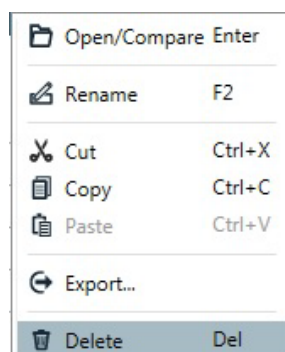 Open/Compare Enter
Rename F2
Cut Ctrl+X
Copy Ctrl+C
Paste Ctrl+V
Export...
Delete Del